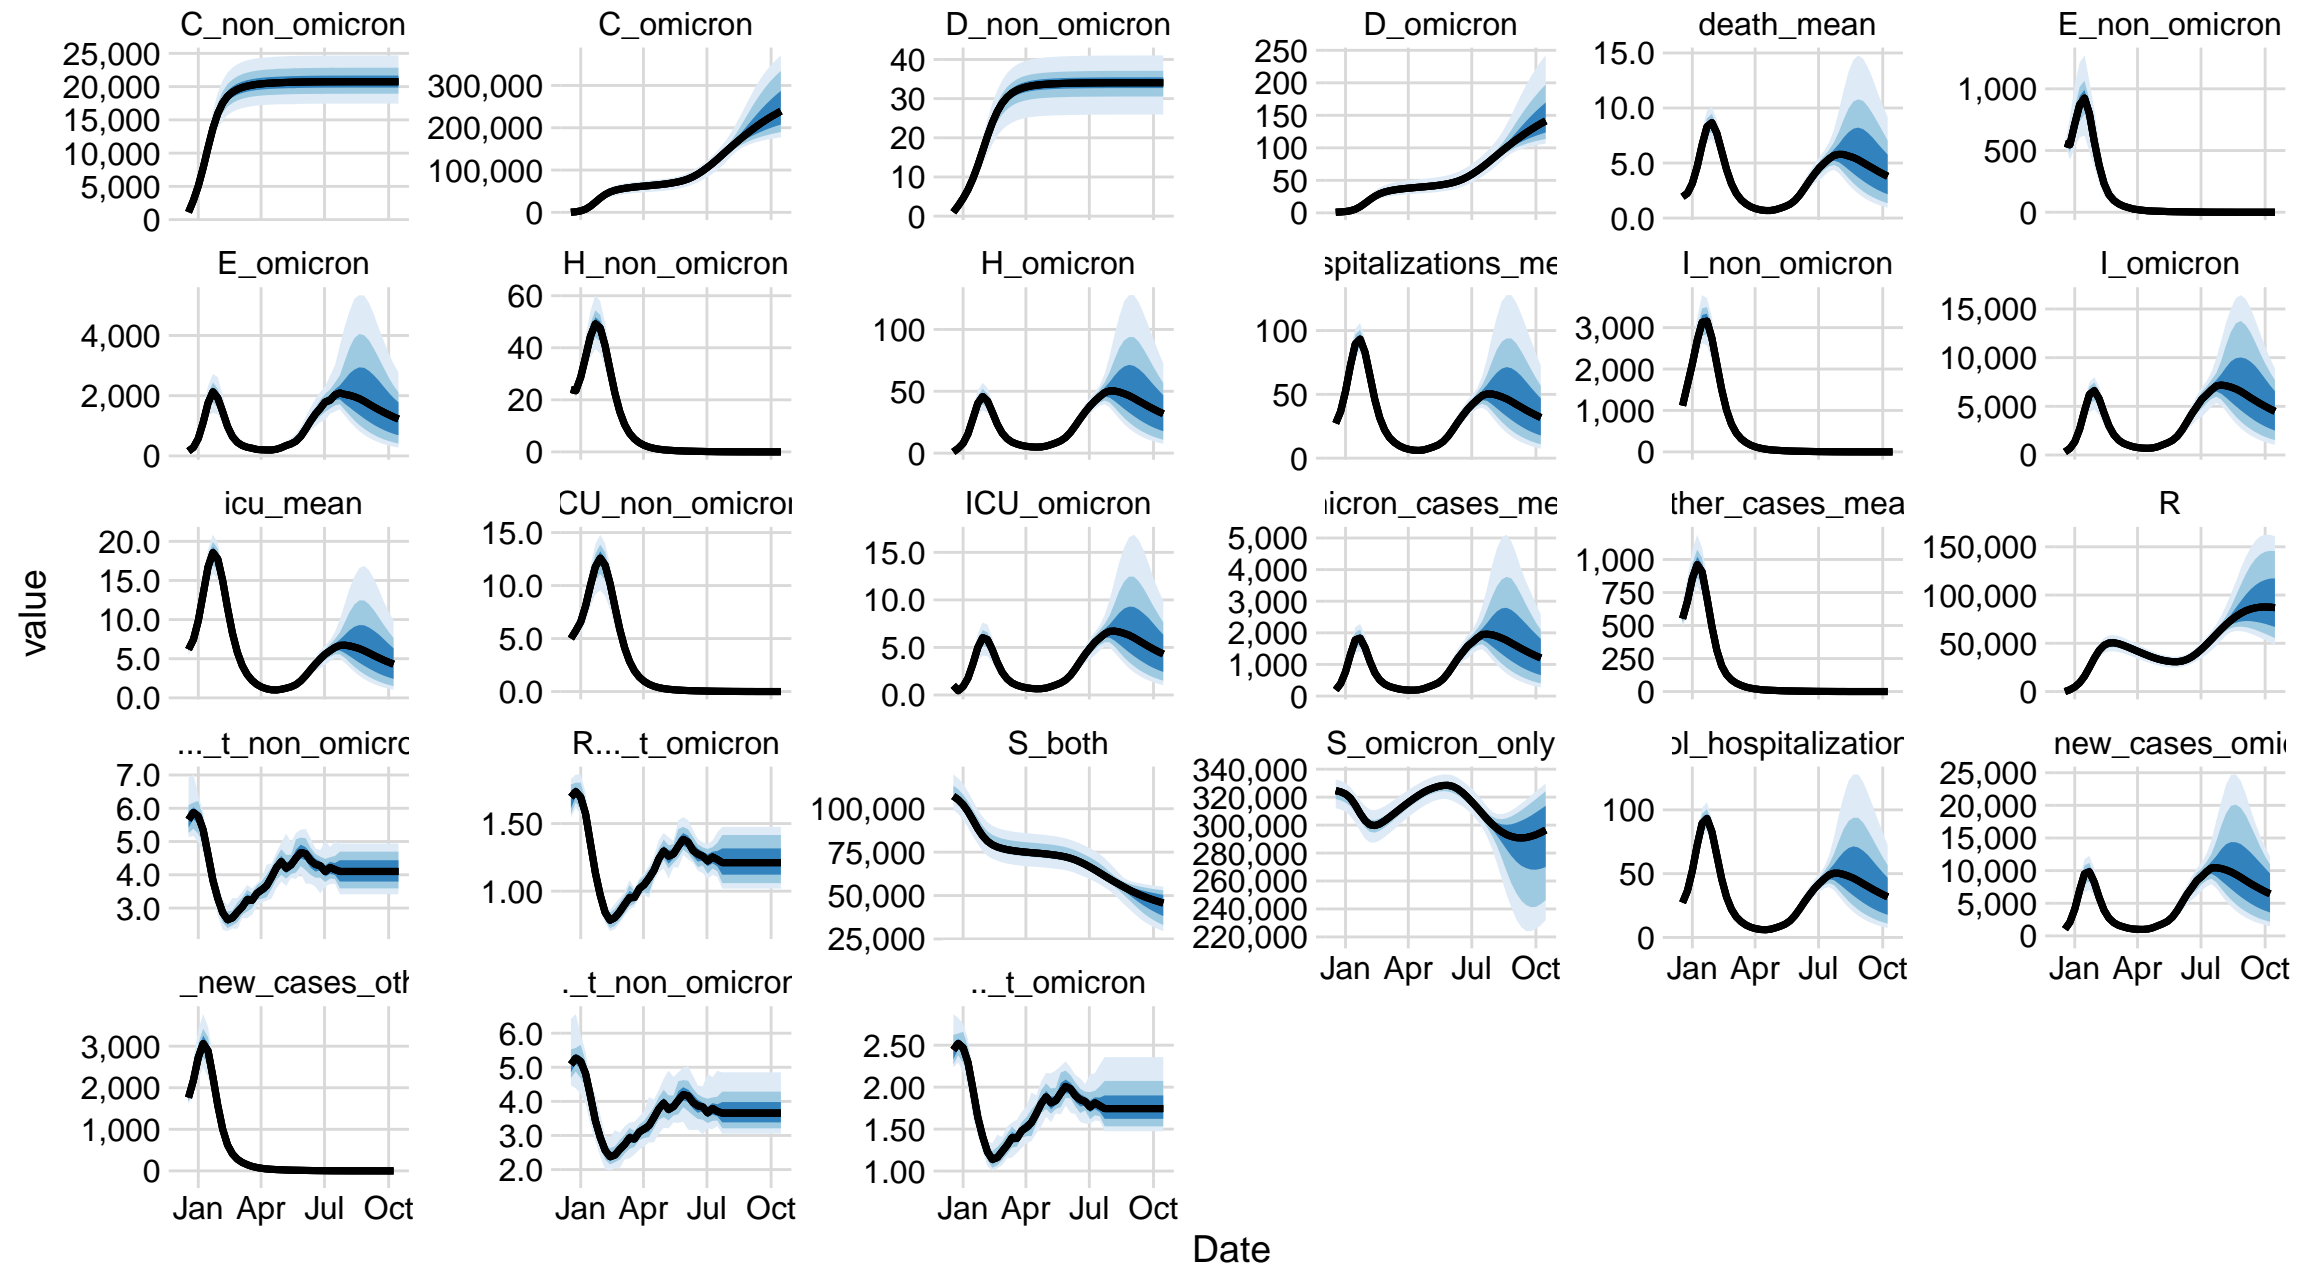 C_non_omicron C_omicron D_non_omicron D_omicron death_mean E_non_omicron
25,000 20,000 15,000 10,000 5,000 0
300,000 200,000 100,000 0
40 30 20 10 0
250 200 150 100 50 0
15.0 10.0 5.0 0.0
1,000 500 0
E_omicron H_non_omicron H_omicron spitalizations_me I_non_omicron I_omicron
4,000 2,000 0
60 40 20 0
100 50 0
100 50 0
3,000 2,000 1,000 0
15,000 10,000 5,000 0
icu_mean CU_non_omicron ICU_omicron icron_cases_me ther_cases_mea R
20.0 15.0 10.0 5.0 0.0
15.0 10.0 5.0 0.0
15.0 10.0 5.0 0.0
5,000 4,000 3,000 2,000 1,000 0
1,000 750 500 250 0
150,000 100,000 50,000 0
value
..._t_non_omicro R..._t_omicron S_both S_omicron_only ol_hospitalization new_cases_omi
7.0 6.0 5.0 4.0 3.0
1.50 1.00
100,000 75,000 50,000 25,000
340,000 320,000 300,000 280,000 260,000 240,000 220,000
100 50 0
25,000 20,000 15,000 10,000 5,000 0
Jan Apr Jul Oct Jan Apr Jul Oct Jan Apr Jul Oct
_new_cases_oth ._t_non_omicron .._t_omicron
3,000 2,000 1,000 0
6.0 5.0 4.0 3.0 2.0
2.50 2.00 1.50 1.00
Jan Apr Jul Oct Jan Apr Jul Oct Jan Apr Jul Oct
Date